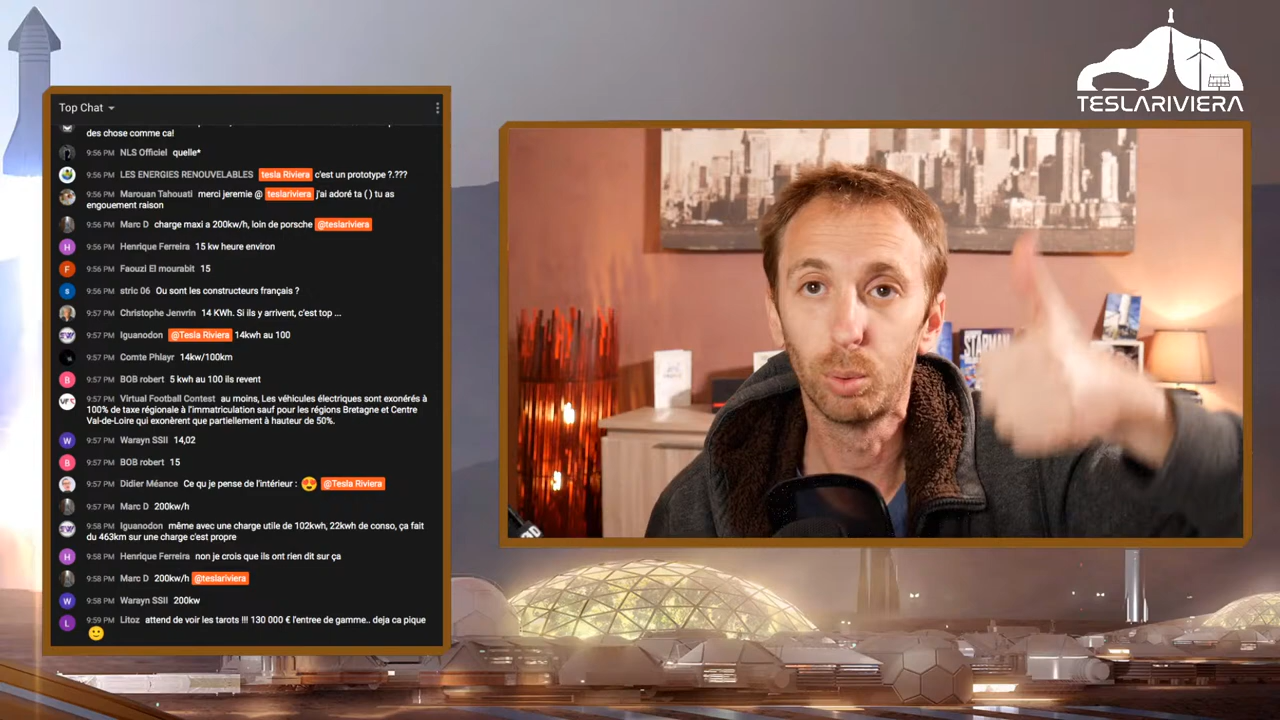 TESLARIVIERA
Top Chat
des chose comme ca!
9:56 PM NLS Officiel quelle*
9:56 PM LES ENERGIES RENOUVELABLES tesla Riviera c'est un prototype ?.???
9:56 PM Marouan Tahouati merci jeremie @ teslariviera j'ai adoré ta ( ) tu as
engouement raison
9:56 PM Marc D charge maxi a 200kw/h, loin de porsche @teslariviera
H 9:56 PM Henrique Ferreira 15 kw heure environ
F 9:56 PM Faouzi El mourabit 15
s 9:56 PM stric 06 Ou sont les constructeurs français ?
9:57 PM Christophe Jenvrin 14 KWh. Si ils y arrivent, c'est top ...
9:57 PM Iguanodon @Tesla Riviera 14kwh au 100
9:57 PM Comte Phlayr 14kw/100km
B 9:57 PM BOB robert 5 kwh au 100 ils revent
9:57 PM Virtual Football Contest au moins, Les véhicules électriques sont exonérés à
100% de taxe régionale à l'immatriculation sauf pour les régions Bretagne et Centre
Val-de-Loire qui exonèrent que partiellement à hauteur de 50%.
W 9:57 PM Warayn SSII 14,02
B 9:57 PM BOB robert 15
9:57 PM Didier Méance Ce qu'je pense de l'intérieur : 😍 @Tesla Riviera
9:57 PM Marc D 200kw/h
9:58 PM Iguanodon même avec une charge utile de 102kwh, 22kwh de conso, ça fait
du 463km sur une charge c'est propre
H 9:58 PM Henrique Ferreira non je crois que ils ont rien dit sur ça
9:58 PM Marc D 200kw/h @teslariviera
W 9:58 PM Warayn SSII 200kw
L 9:59 PM Litoz attend de voir les tarots !!! 130 000 € l'entree de gamme.. deja ca pique
🙂
STARMAN